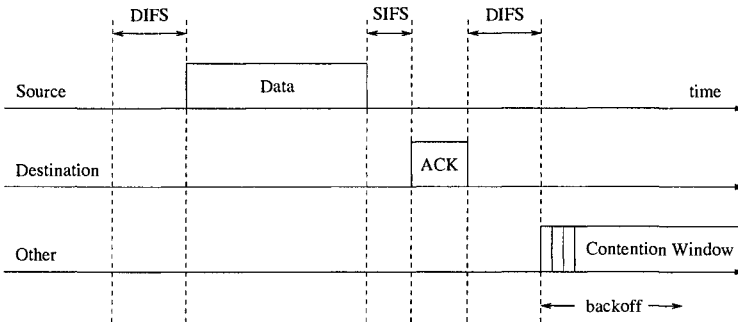 DIFS SIFS DIFS
Source Data time
Destination ACK
Other Contention Window
backoff